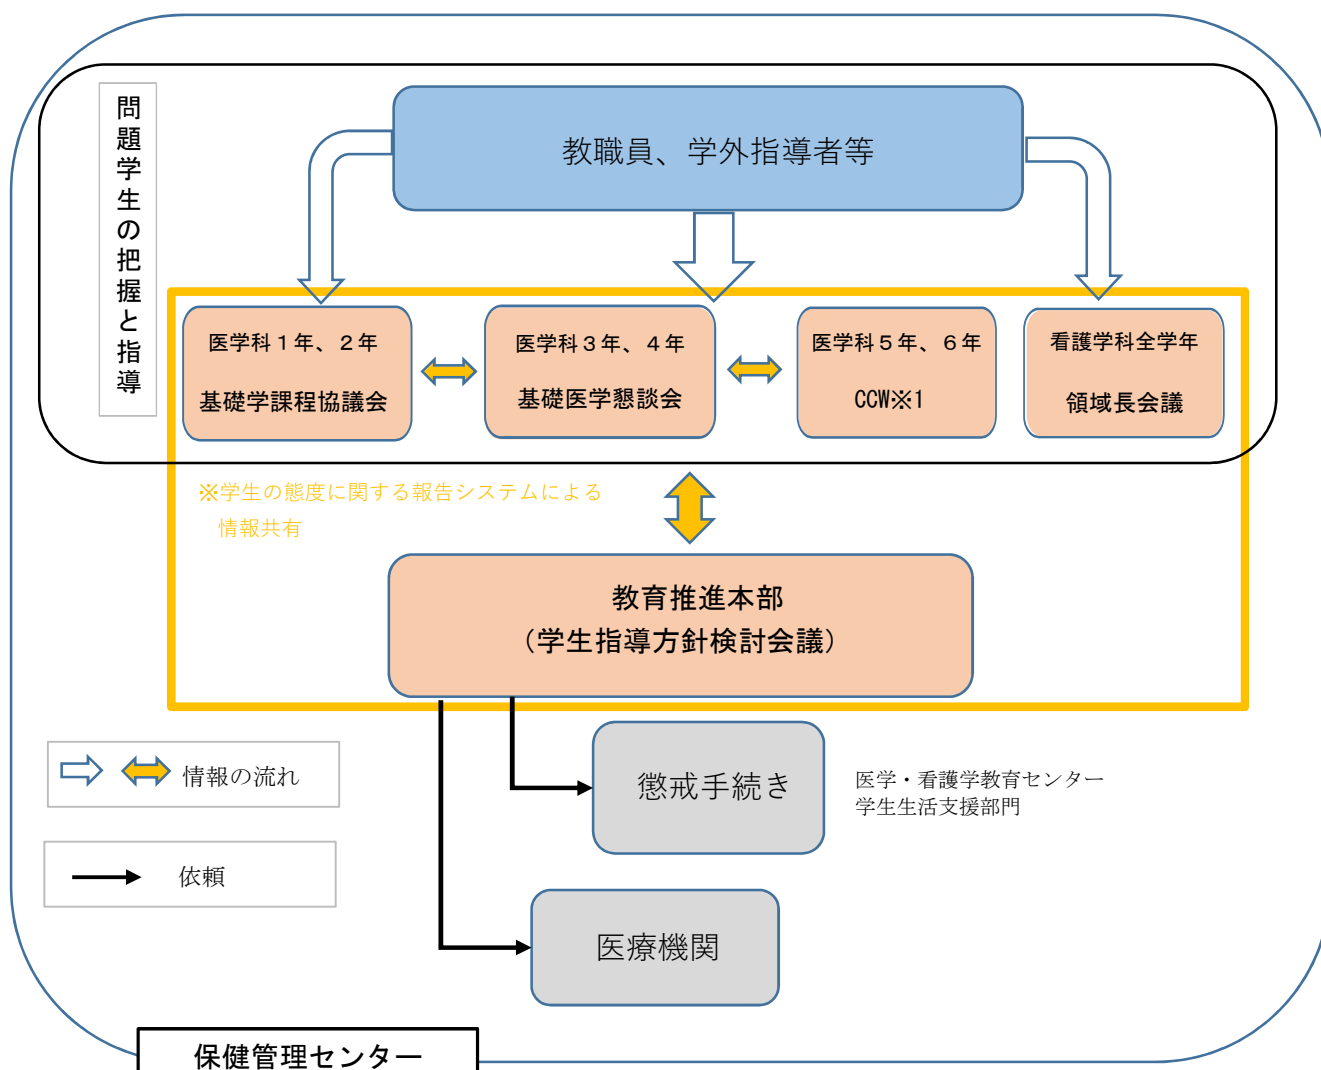 問題学生の把握と指導
教職員、学外指導者等
医学科１年、２年
基礎学課程協議会
医学科３年、４年
基礎医学懇談会
医学科５年、６年
CCW※1
看護学科全学年
領域長会議
※学生の態度に関する報告システムによる
情報共有
教育推進本部
（学生指導方針検討会議）
情報の流れ
依頼
懲戒手続き
医学・看護学教育センター
学生生活支援部門
医療機関
保健管理センター